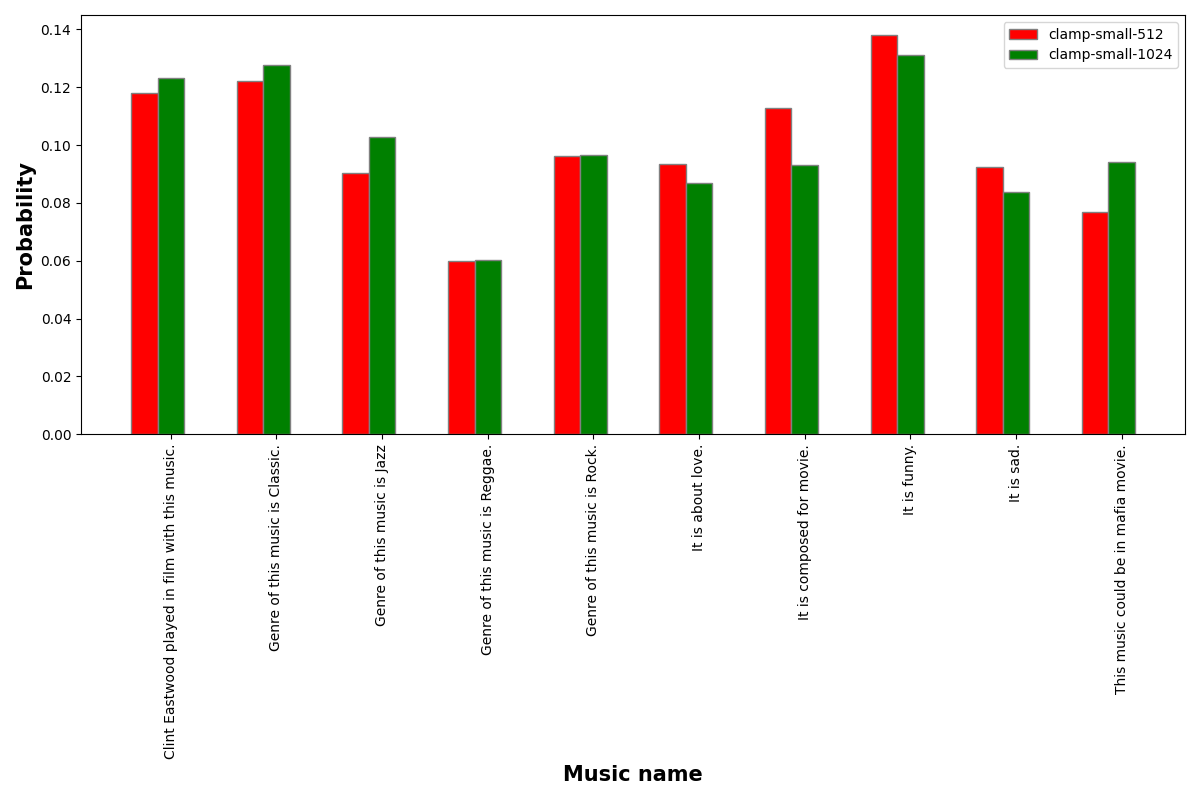 clamp-small-512
clamp-small-1024
Probability
0.14
0.12
0.10
0.08
0.06
0.04
0.02
0.00
Clint Eastwood played in film with this music.
Genre of this music is Classic.
Genre of this music is Jazz
Genre of this music is Reggae.
Genre of this music is Rock.
It is about love.
It is composed for movie.
It is funny.
It is sad.
This music could be in mafia movie.
Music name